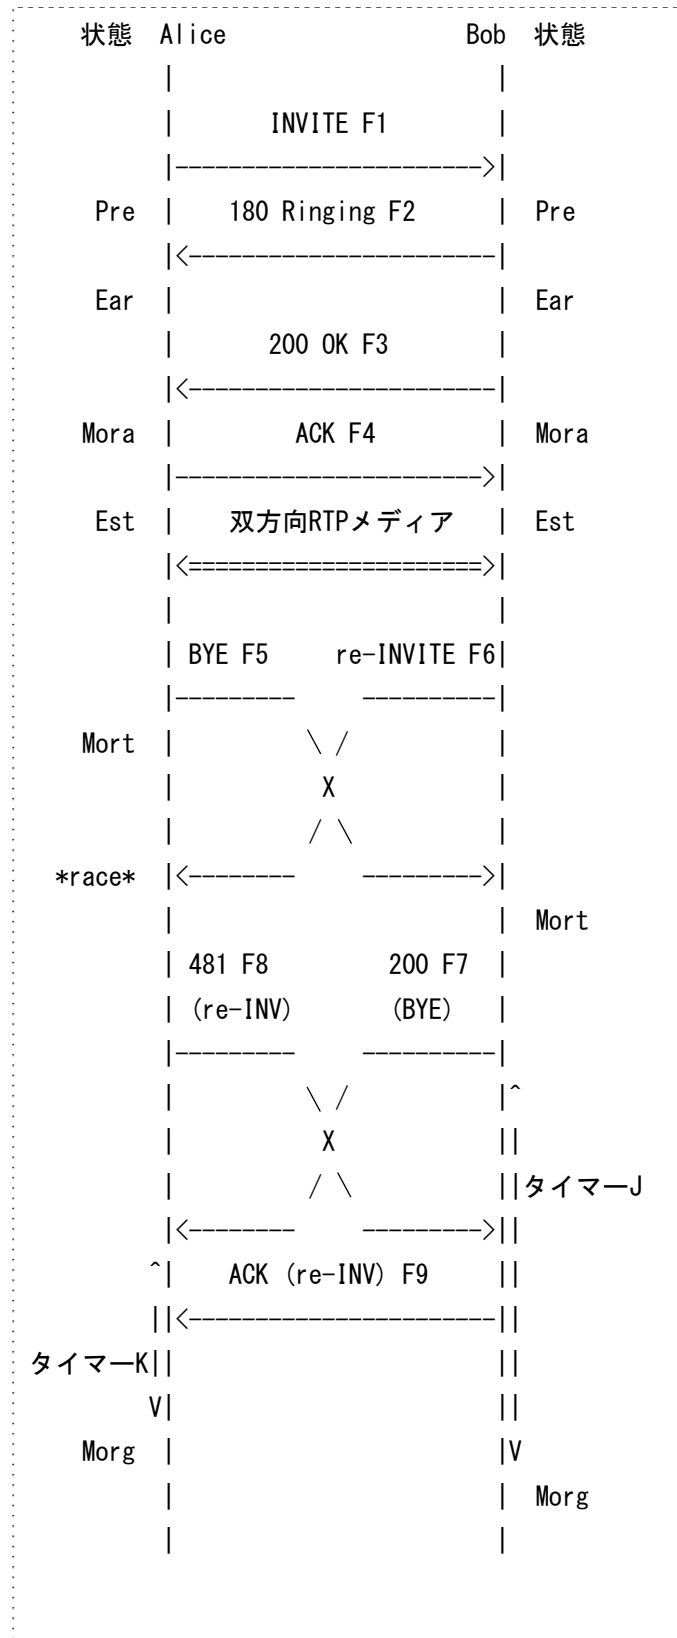 状態 Alice Bob 状態
| |
| INVITE F1 |
|----------------------->|
Pre | 180 Ringing F2 | Pre
|<-----------------------|
Ear | | Ear
| 200 OK F3 |
|<-----------------------|
Mora | ACK F4 | Mora
|----------------------->|
Est | 双方向RTPメディア | Est
|<======================>|
| |
| BYE F5 re-INVITE F6|
|--------- ----------|
Mort | \ / |
| X |
| / \ |
*race* |<-------- --------->|
| | Mort
| 481 F8 200 F7 |
| (re-INV) (BYE) |
|--------- ----------|
| \ / |^
| X ||
| / \ ||タイマーJ
|<-------- --------->||
^| ACK (re-INV) F9 ||
||<-----------------------||
タイマーK|| ||
V| ||
Morg | |V
| | Morg
| |